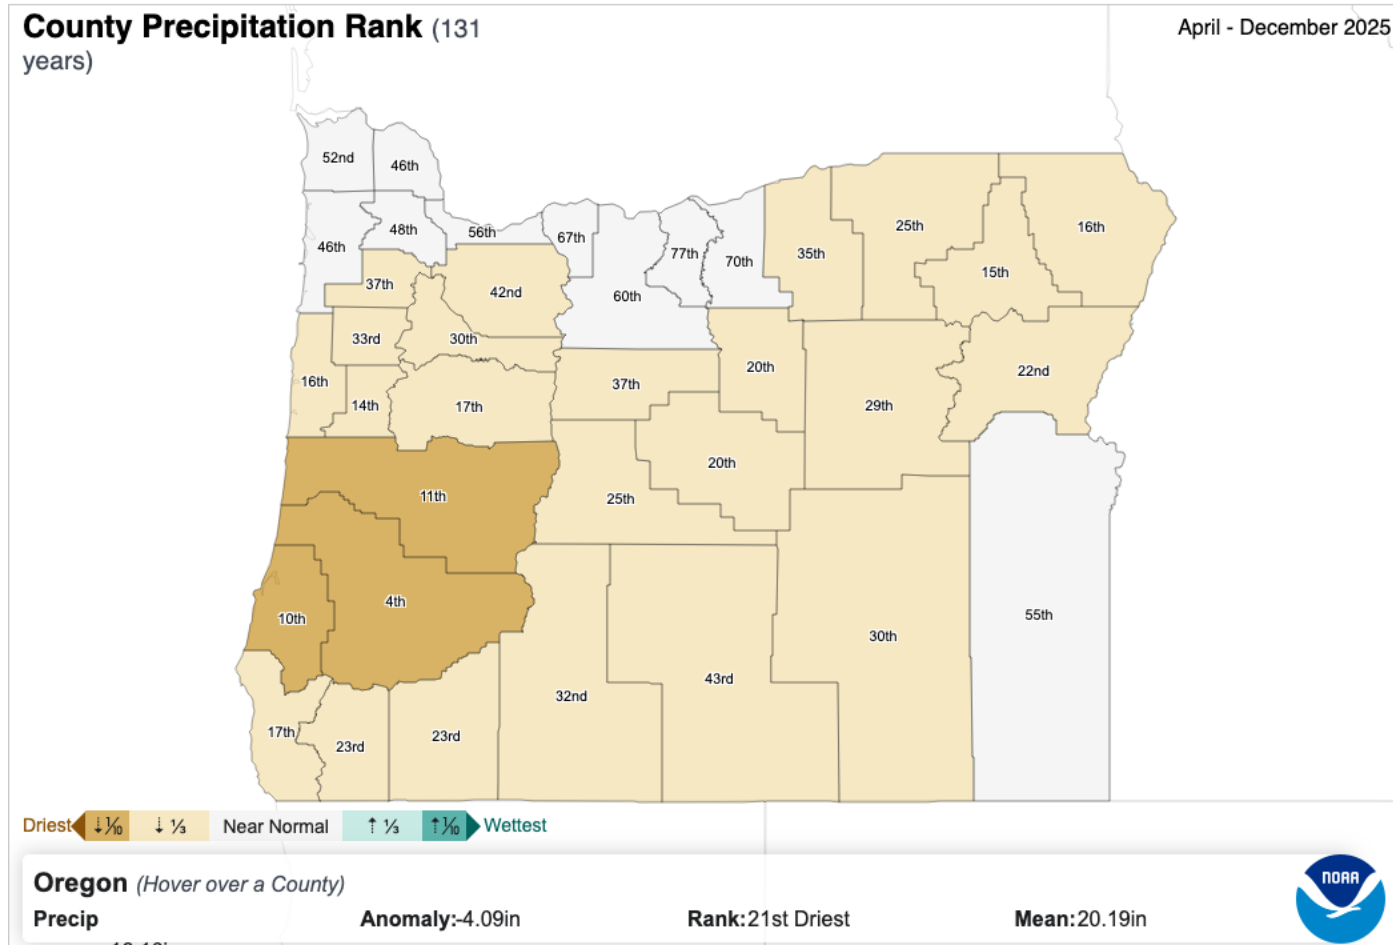 County Precipitation Rank (131
years)
April - December 2025
52nd
46th
46th
48th
56th
67th
77th
70th
35th
25th
16th
15th
37th
42nd
60th
33rd
30th
16th
14th
17th
37th
20th
29th
22nd
20th
11th
25th
10th
4th
30th
55th
32nd
43rd
17th
23rd
23rd
Driest
↓⅒
↓ ⅓
Near Normal
↑ ⅓
↑⅒
Wettest
Oregon (Hover over a County)
Precip
Anomaly:-4.09in
Rank:21st Driest
Mean:20.19in
NOAA